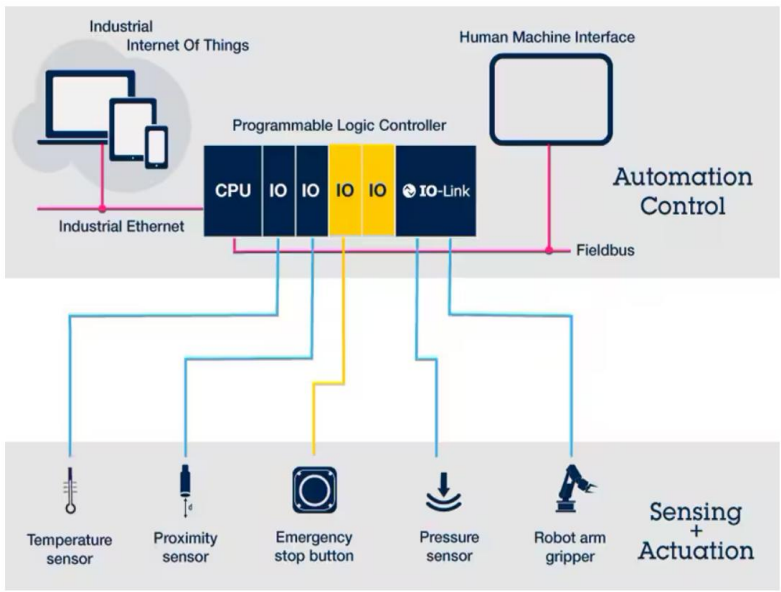 Industrial
Internet Of Things
Human Machine Interface
Programmable Logic Controller
CPU IO IO IO IO IO-Link
Automation
Control
Industrial Ethernet
Fieldbus
d
Temperature
sensor
Proximity
sensor
Emergency
stop button
Pressure
sensor
Robot arm
gripper
Sensing
+
Actuation